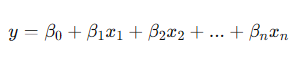 y = β₀ + β₁x₁ + β₂x₂ + ... + βₙxₙ